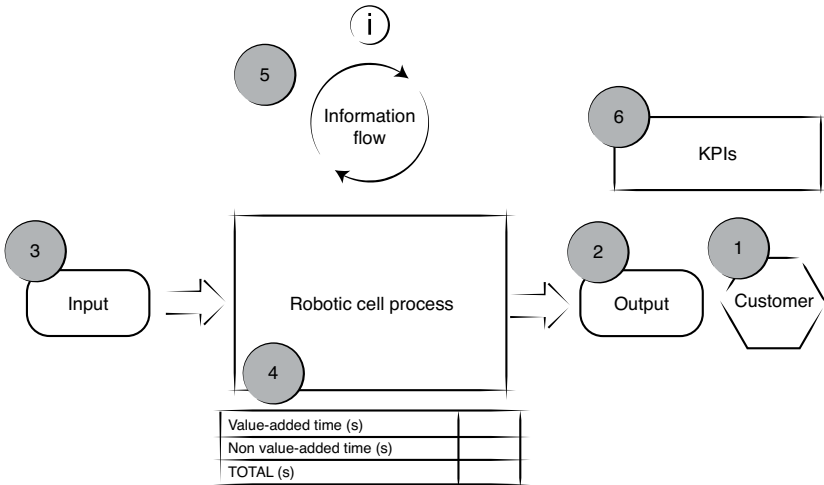 i
5
Information
flow
6
KPIs
3
Input
Robotic cell process
2
Output
1
Customer
4
Value-added time (s)
Non value-added time (s)
TOTAL (s)